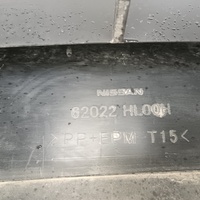 NISSAN
62022 HL00H
>PP-EPM T15<